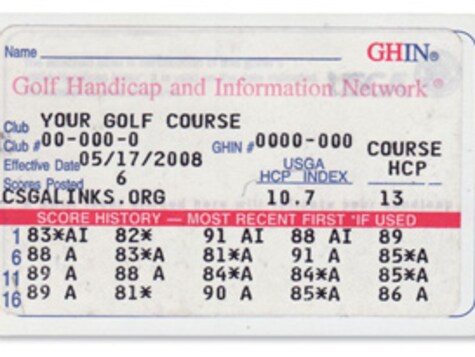 Name GHIN®
Golf Handicap and Information Network®
Club YOUR GOLF COURSE
Club # 00-000-0 GHIN # 0000-000 COURSE HCP
Effective Date 05/17/2008 USGA HCP INDEX
Scores Posted 6
CSGALINKS.ORG 10.7 13
SCORE HISTORY — MOST RECENT FIRST *IF USED
1 83*AI 82* 91 AI 88 AI 89
6 88 A 83*A 81*A 91 A 85*A
11 89 A 88 A 84*A 84*A 85*A
16 89 A 81* 90 A 85*A 86 A